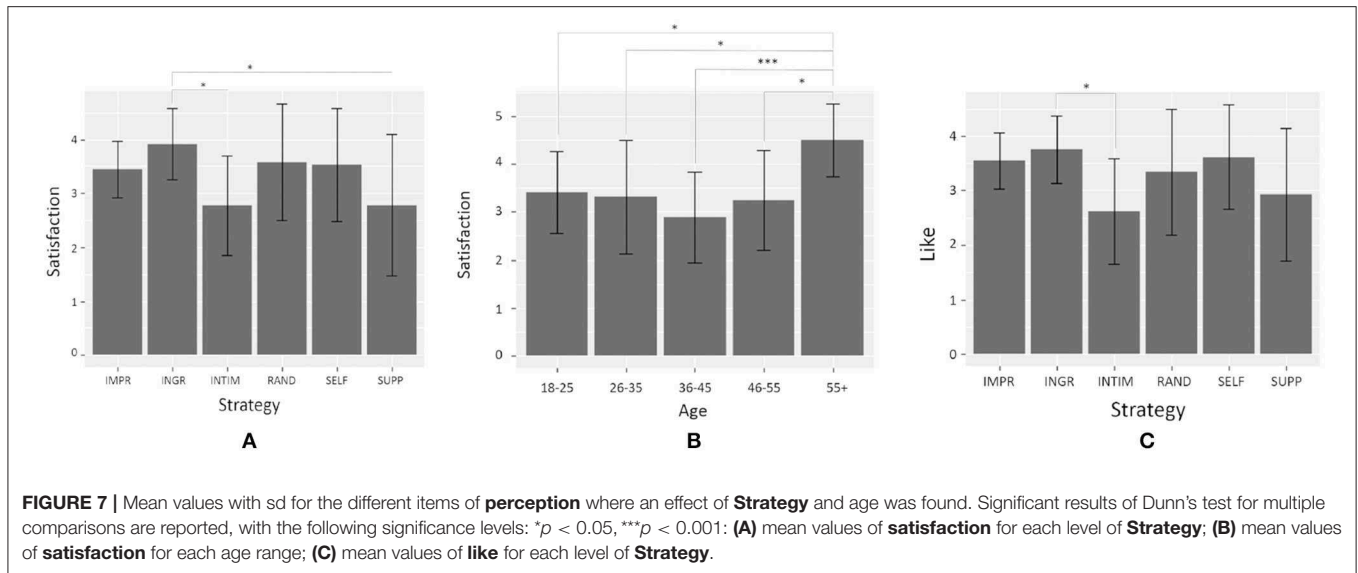 *
*
Satisfaction
4
3
2
1
0
IMPR INGR INTIM RAND SELF SUPP
Strategy
A
*
*
***
*
Satisfaction
5
4
3
2
1
0
18-25 26-35 36-45 46-55 55+
Age
B
*
Like
4
3
2
1
0
IMPR INGR INTIM RAND SELF SUPP
Strategy
C
FIGURE 7 | Mean values with sd for the different items of perception where an effect of Strategy and age was found. Significant results of Dunn's test for multiple
comparisons are reported, with the following significance levels: *p < 0.05, ***p < 0.001: (A) mean values of satisfaction for each level of Strategy; (B) mean values
of satisfaction for each age range; (C) mean values of like for each level of Strategy.